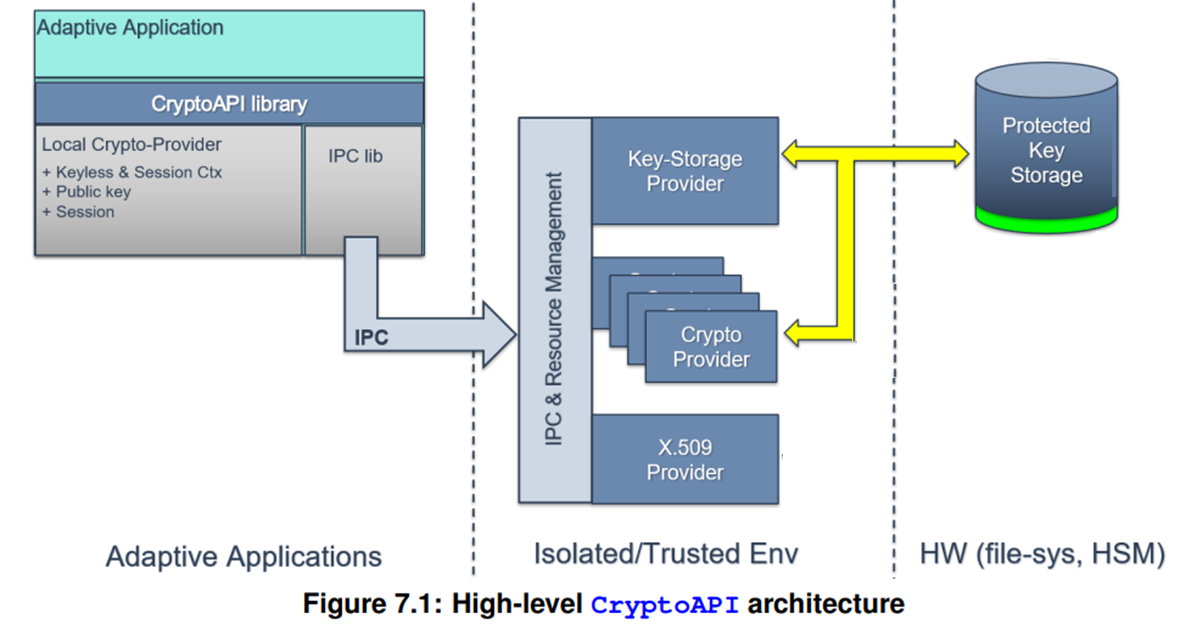 Adaptive Application
CryptoAPI library
Local Crypto-Provider
+ Keyless & Session Ctx
+ Public key
+ Session
IPC lib
IPC
IPC & Resource Management
Key-Storage
Provider
Crypto
Provider
X.509
Provider
Protected
Key
Storage
Adaptive Applications
Isolated/Trusted Env
HW (file-sys, HSM)
Figure 7.1: High-level CryptoAPI architecture